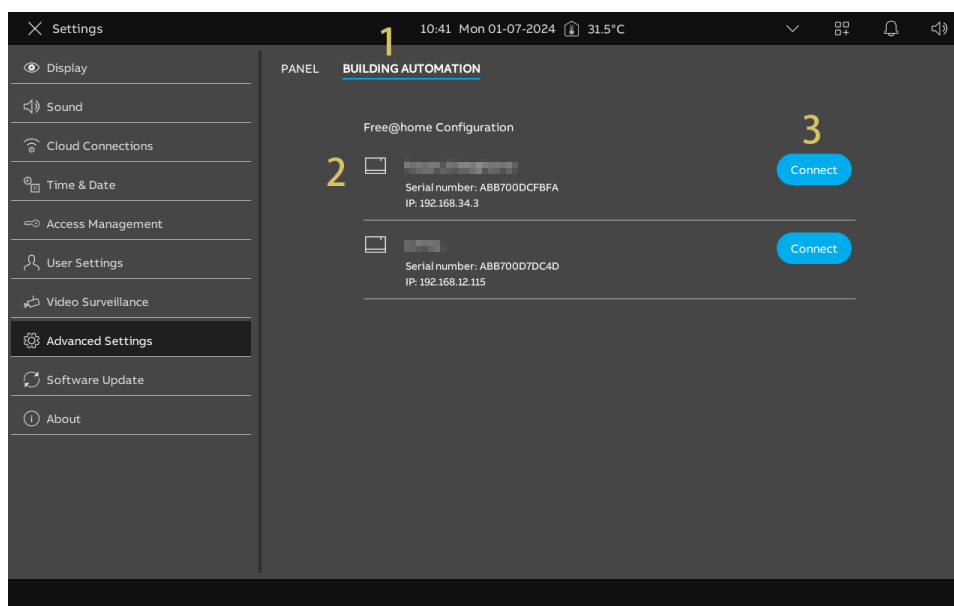 Settings
10:41 Mon 01-07-2024 31.5°C
1
Display
Sound
Cloud Connections
Time & Date
Access Management
User Settings
Video Surveillance
Advanced Settings
Software Update
About
PANEL BUILDING AUTOMATION
Free@home Configuration
3
2
Connect
Serial number: ABB700DCFBFA
IP: 192.168.34.3
Connect
Serial number: ABB700D7DC4D
IP: 192.168.12.115